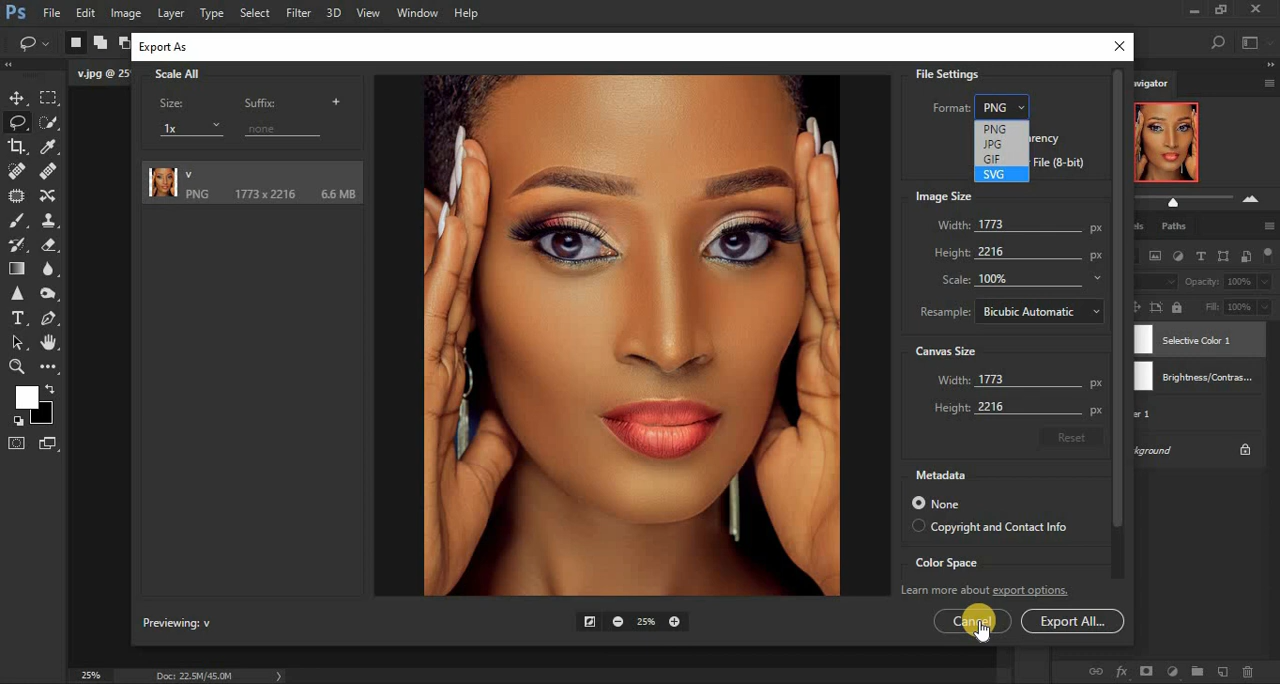 Ps File Edit Image Layer Type Select Filter 3D View Window Help
Export As
v.jpg @ 25
Scale All
Size: Suffix: +
1x none
v
PNG 1773 x 2216 6.6 MB
Previewing: v
25%
File Settings
Format: PNG
PNG
JPG
GIF
SVG
File (8-bit)
Image Size
Width: 1773 px
Height: 2216 px
Scale: 100%
Resample: Bicubic Automatic
Canvas Size
Width: 1773 px
Height: 2216 px
Reset
Metadata
None
Copyright and Contact Info
Color Space
Learn more about export options.
Cancel Export All...
Paths
Opacity: 100%
Fill: 100%
Selective Color 1
Brightness/Contras...
25% Doc: 22.5M/45.0M
fx